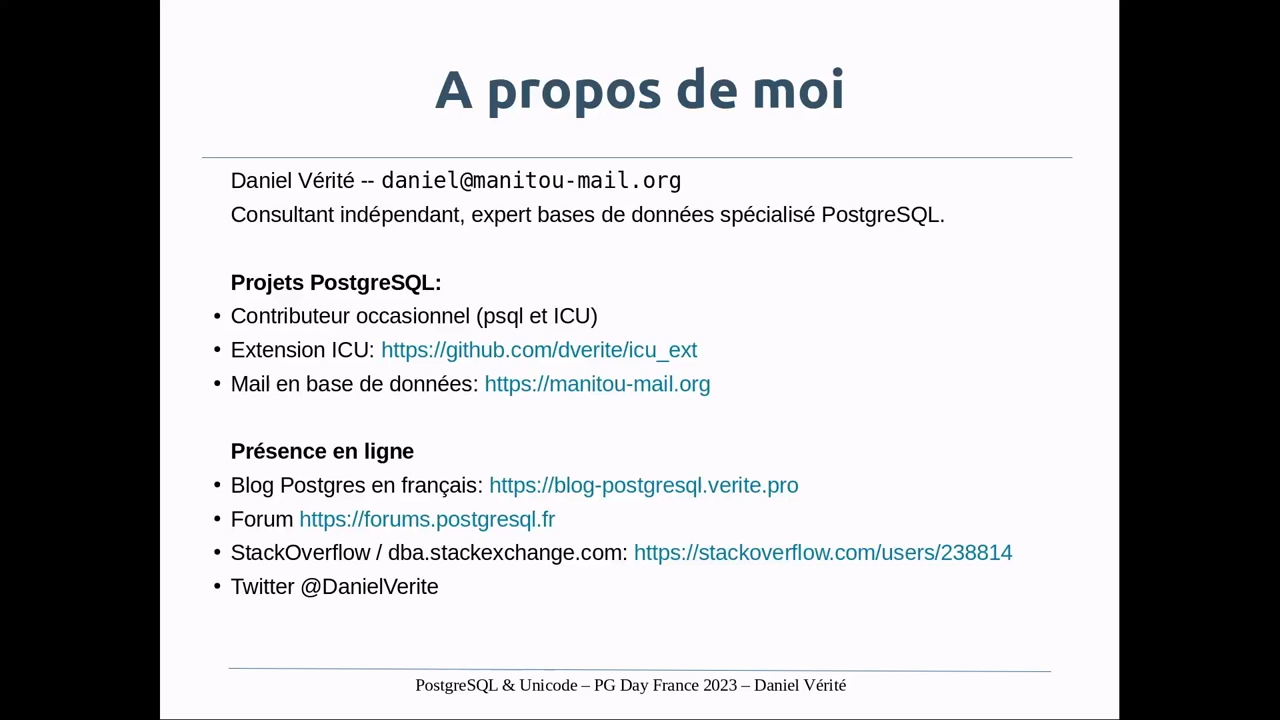 A propos de moi
Daniel Vérité -- daniel@manitou-mail.org
Consultant indépendant, expert bases de données spécialisé PostgreSQL.
Projets PostgreSQL:
• Contributeur occasionnel (psql et ICU)
• Extension ICU: https://github.com/dverite/icu_ext
• Mail en base de données: https://manitou-mail.org
Présence en ligne
• Blog Postgres en français: https://blog-postgresql.verite.pro
• Forum https://forums.postgresql.fr
• StackOverflow / dba.stackexchange.com: https://stackoverflow.com/users/238814
• Twitter @DanielVerite
PostgreSQL & Unicode – PG Day France 2023 – Daniel Vérité